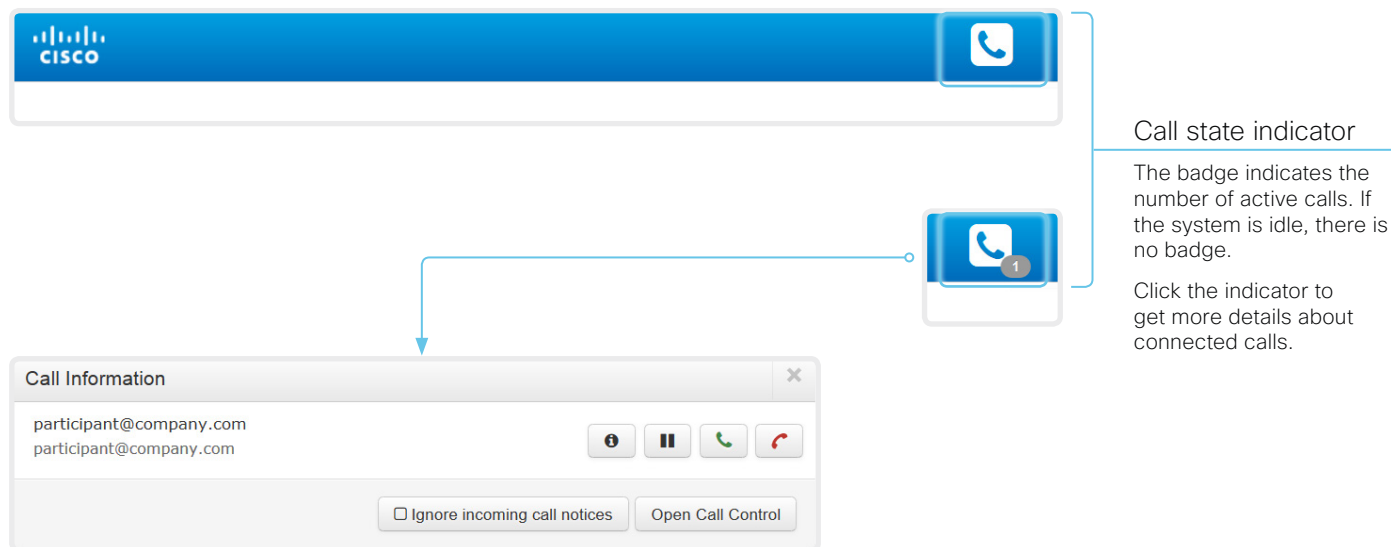 CISCO
Call state indicator
The badge indicates the
number of active calls. If
the system is idle, there is
no badge.
1
Click the indicator to
get more details about
connected calls.
Call Information
participant@company.com
participant@company.com
Ignore incoming call notices
Open Call Control